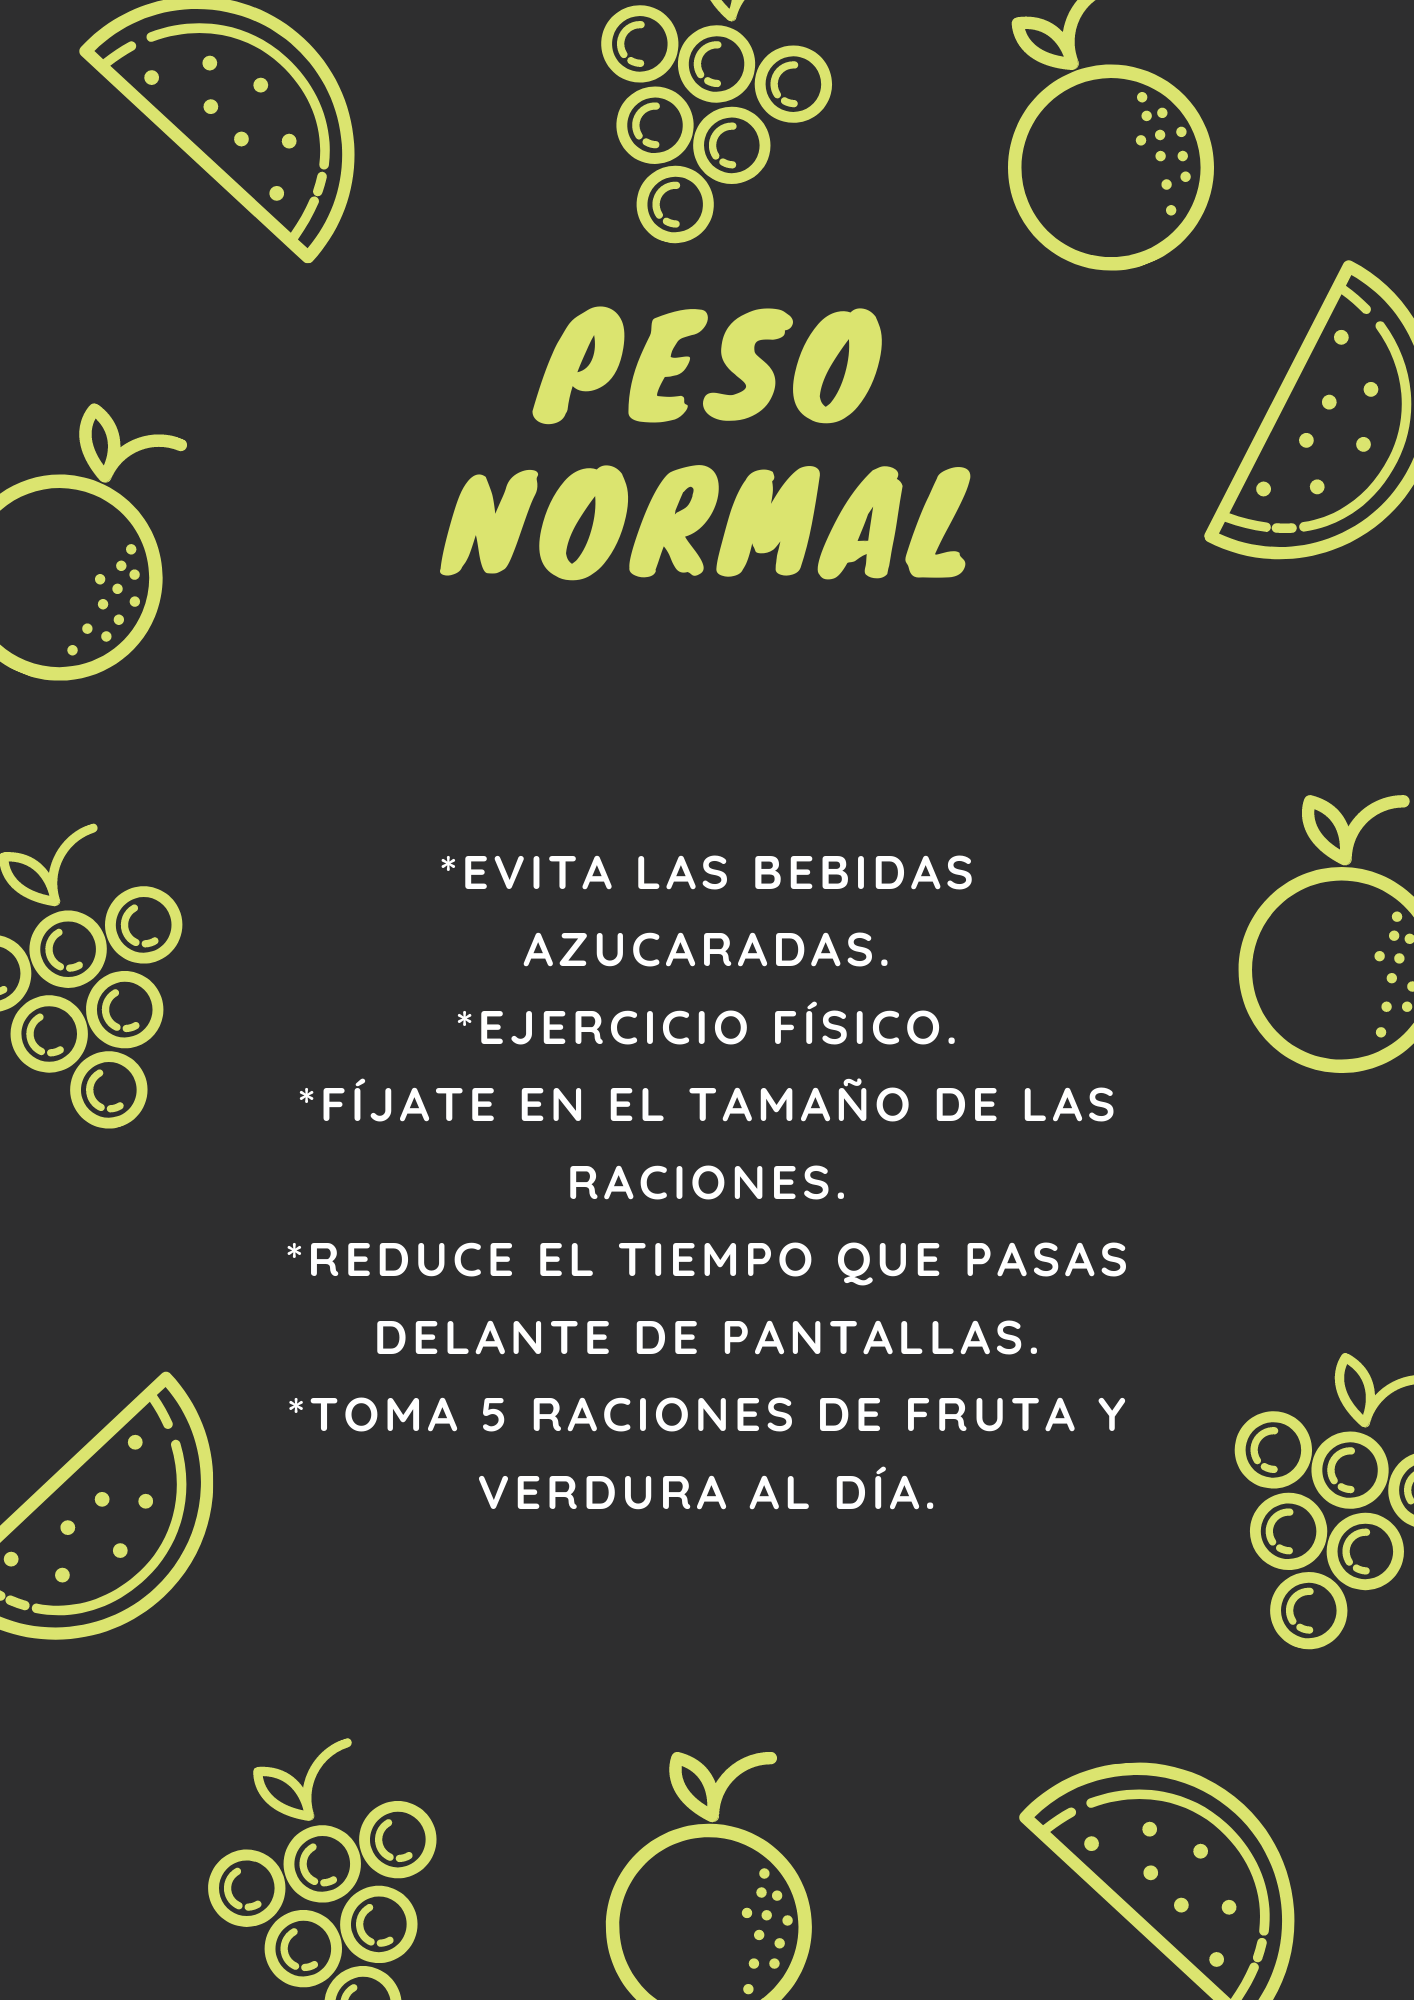 PESO
NORMAL
*EVITA LAS BEBIDAS
AZUCARADAS.
*EJERCICIO FÍSICO.
*FÍJATE EN EL TAMAÑO DE LAS
RACIONES.
*REDUCE EL TIEMPO QUE PASAS
DELANTE DE PANTALLAS.
*TOMA 5 RACIONES DE FRUTA Y
VERDURA AL DÍA.